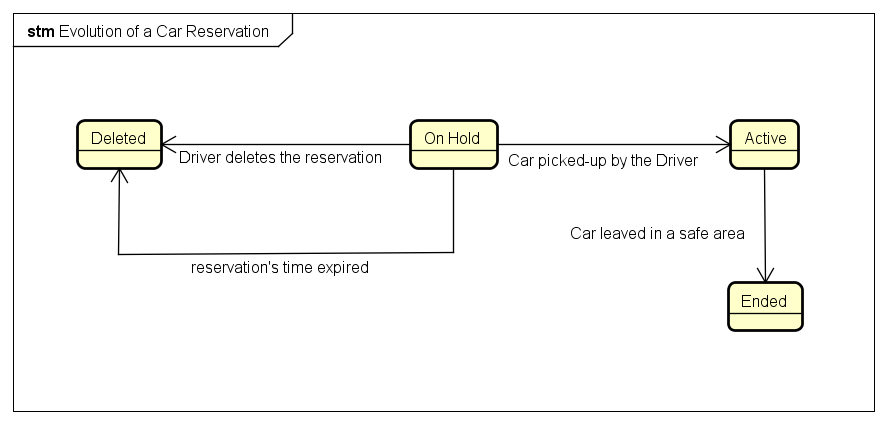 stm Evolution of a Car Reservation
Deleted
On Hold
Active
Driver deletes the reservation
Car picked-up by the Driver
Car leaved in a safe area
reservation's time expired
Ended